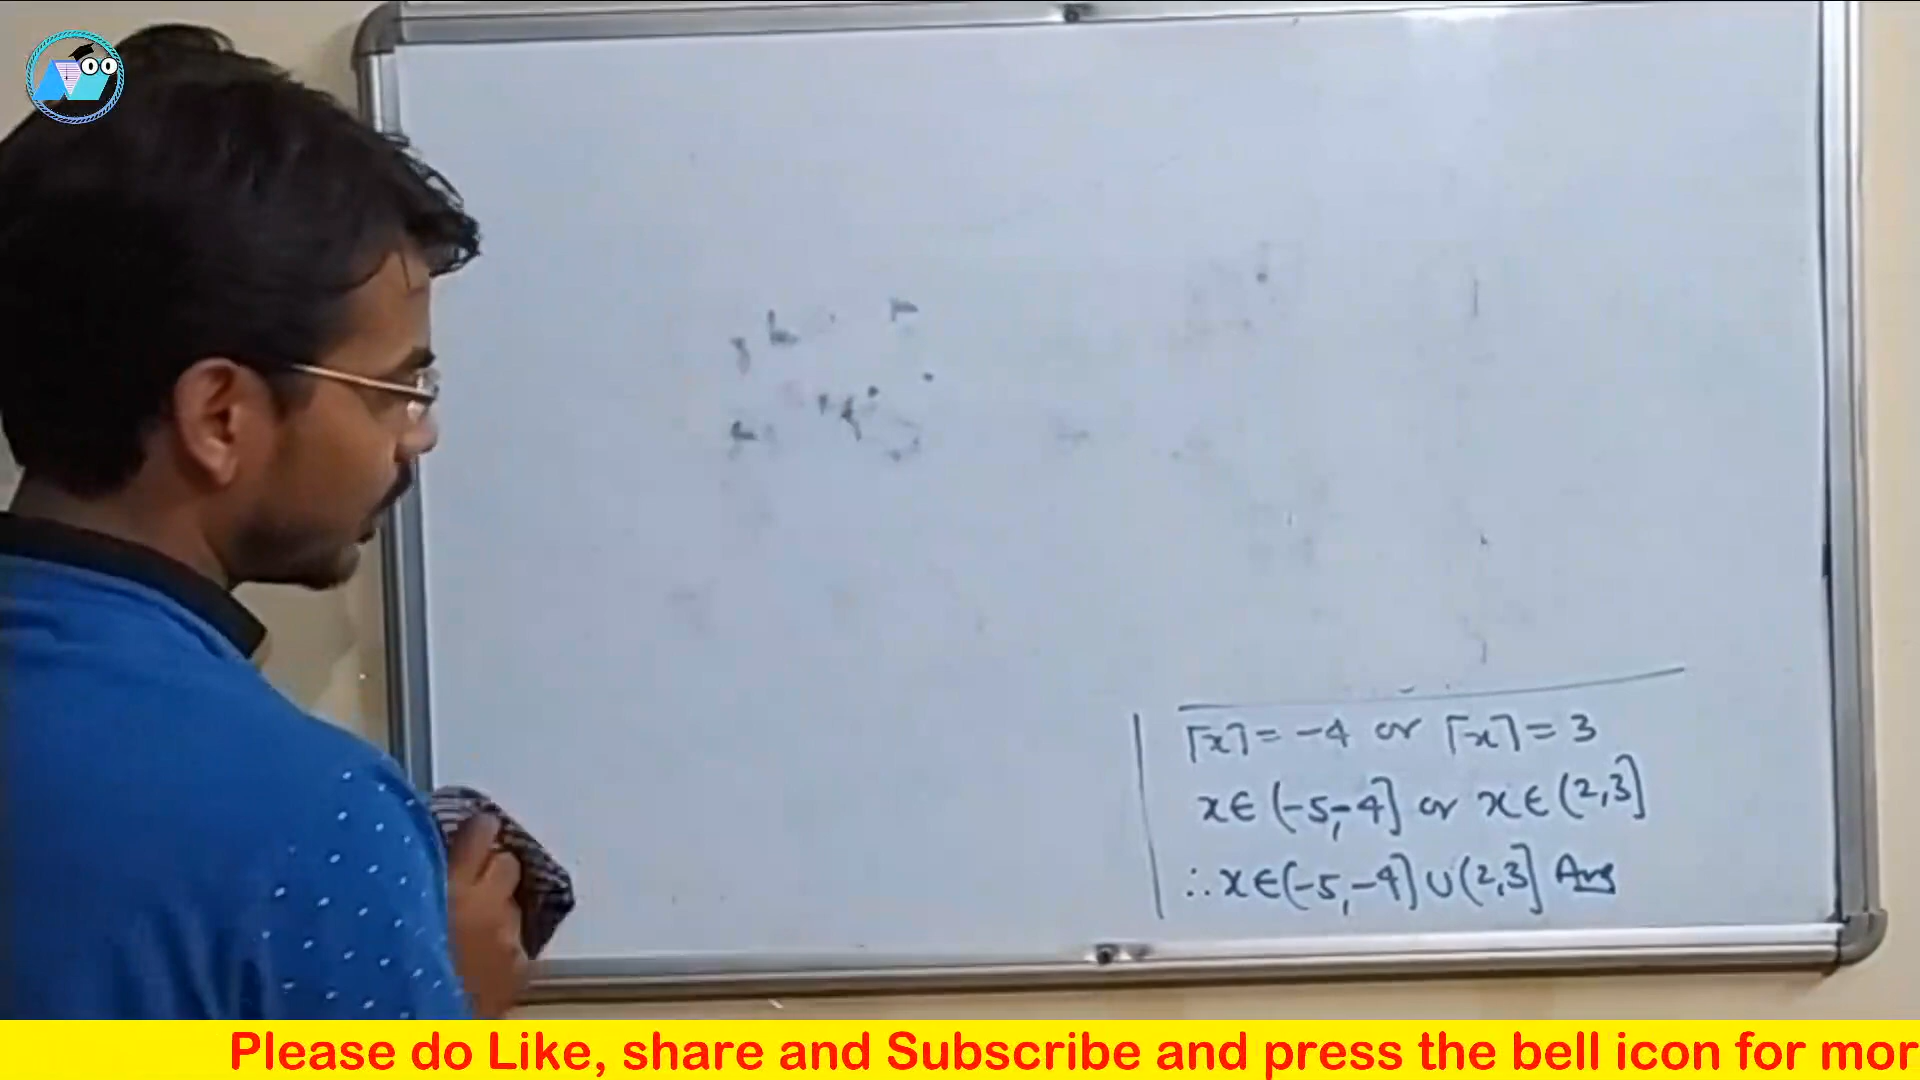 ⌈x⌉ = -4 or ⌈x⌉ = 3
x ∈ (-5,-4] or x ∈ (2,3]
∴ x ∈ (-5,-4] ∪ (2,3] Ans
Please do Like, share and Subscribe and press the bell icon for mor